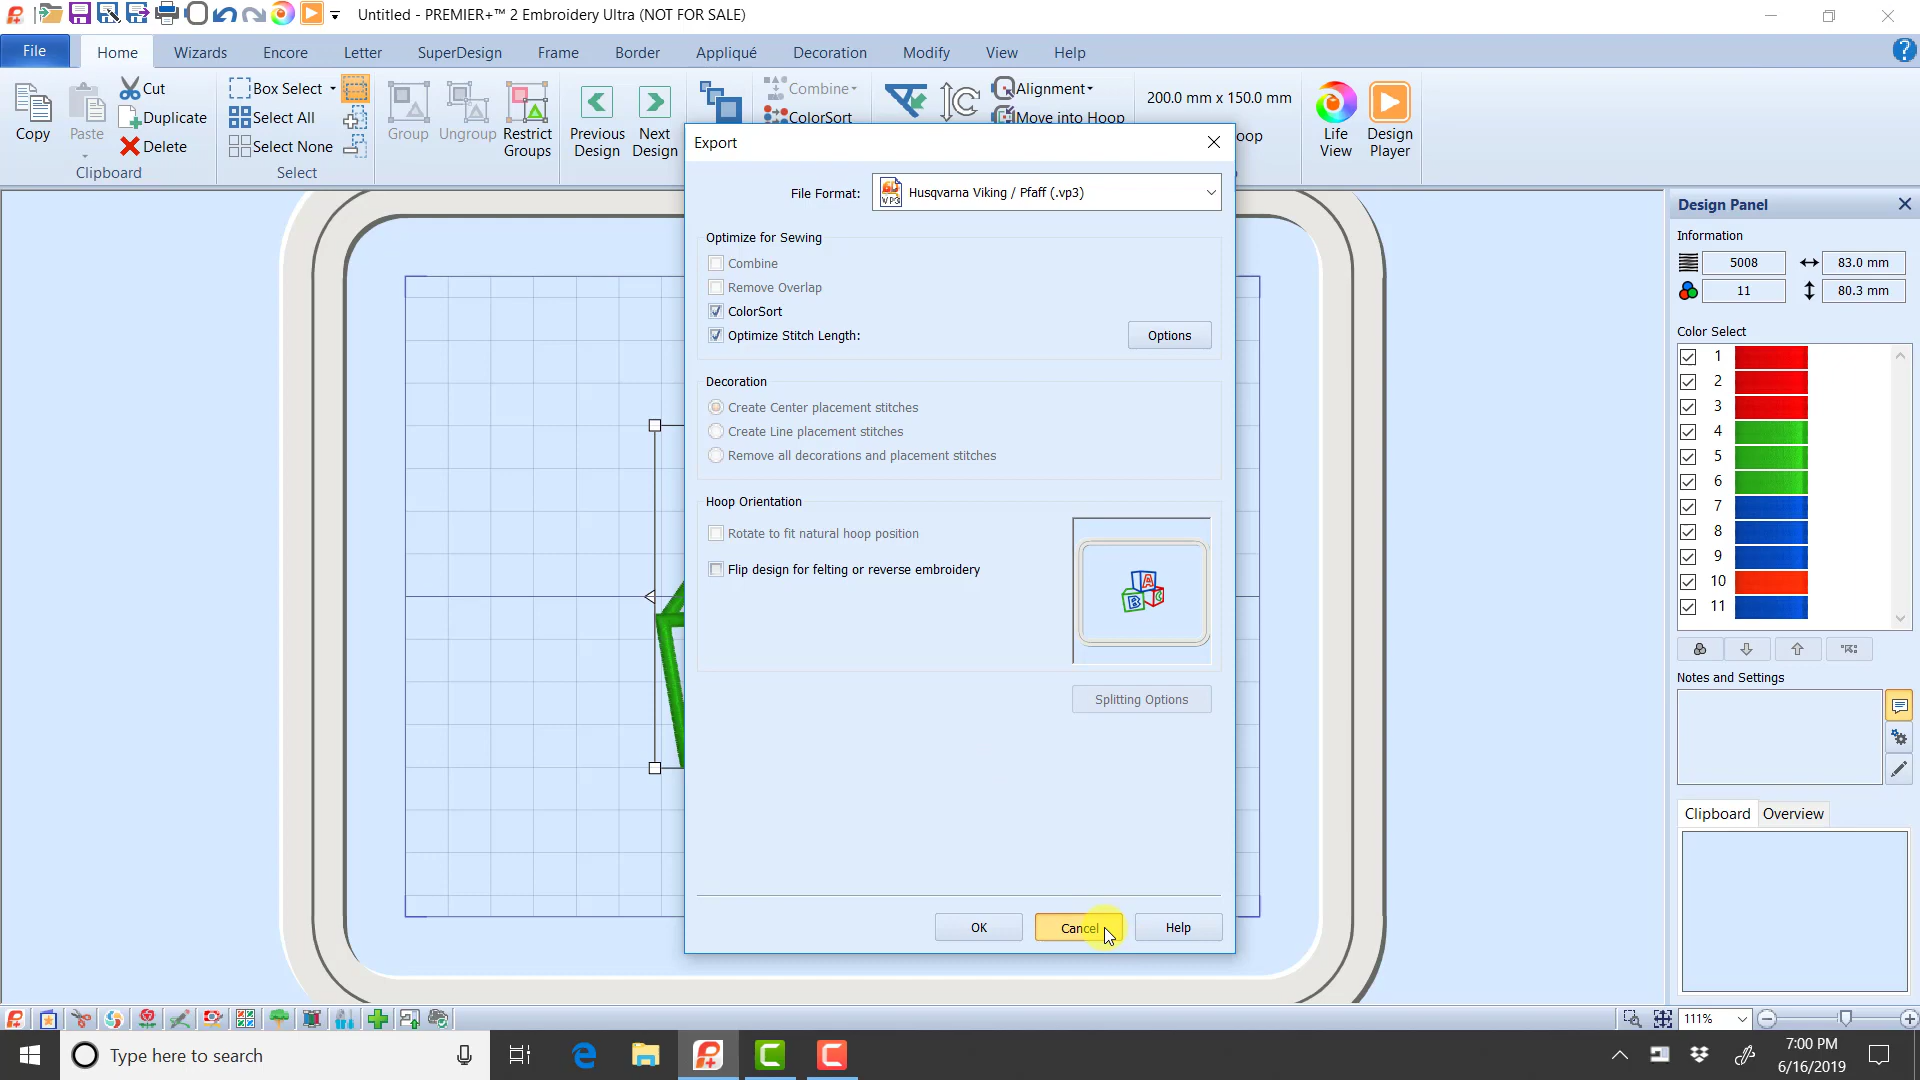 Untitled - PREMIER+™ 2 Embroidery Ultra (NOT FOR SALE)
File Home Wizards Encore Letter SuperDesign Frame Border Appliqué Decoration Modify View Help
Copy
Paste
Cut
Duplicate
Delete
Clipboard
Box Select
Select All
Select None
Select
Group
Ungroup
Restrict Groups
Previous Design
Next Design
Combine
ColorSort
Alignment
Move into Hoop
200.0 mm x 150.0 mm
Life View
Design Player
Export
File Format: Husqvarna Viking / Pfaff (.vp3)
Optimize for Sewing
Combine
Remove Overlap
ColorSort
Optimize Stitch Length:
Options
Decoration
Create Center placement stitches
Create Line placement stitches
Remove all decorations and placement stitches
Hoop Orientation
Rotate to fit natural hoop position
Flip design for felting or reverse embroidery
A
B C
Splitting Options
OK Cancel Help
Design Panel
Information
5008 83.0 mm
11 80.3 mm
Color Select
1
2
3
4
5
6
7
8
9
10
11
Notes and Settings
Clipboard Overview
111%
Type here to search
7:00 PM
6/16/2019